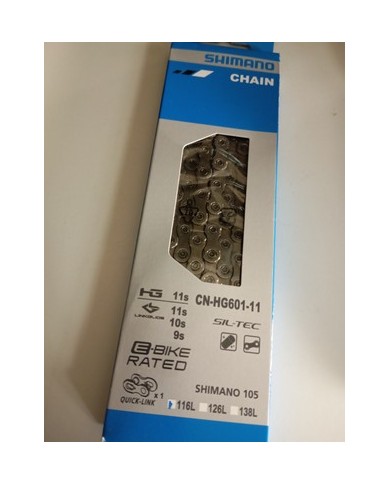 SHIMANO
CHAIN
HG 11s CN-HG601-11
LINKGLIDE 11s
10s
9s
SIL-TEC
E-BIKE
RATED
x1
QUICK-LINK
SHIMANO 105
116L 126L 138L